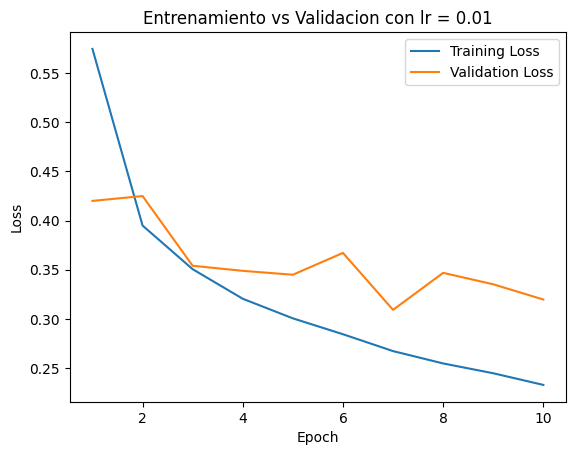 Entrenamiento vs Validacion con lr = 0.01
Training Loss
Validation Loss
0.55
0.50
0.45
0.40
0.35
0.30
0.25
Loss
2
4
6
8
10
Epoch